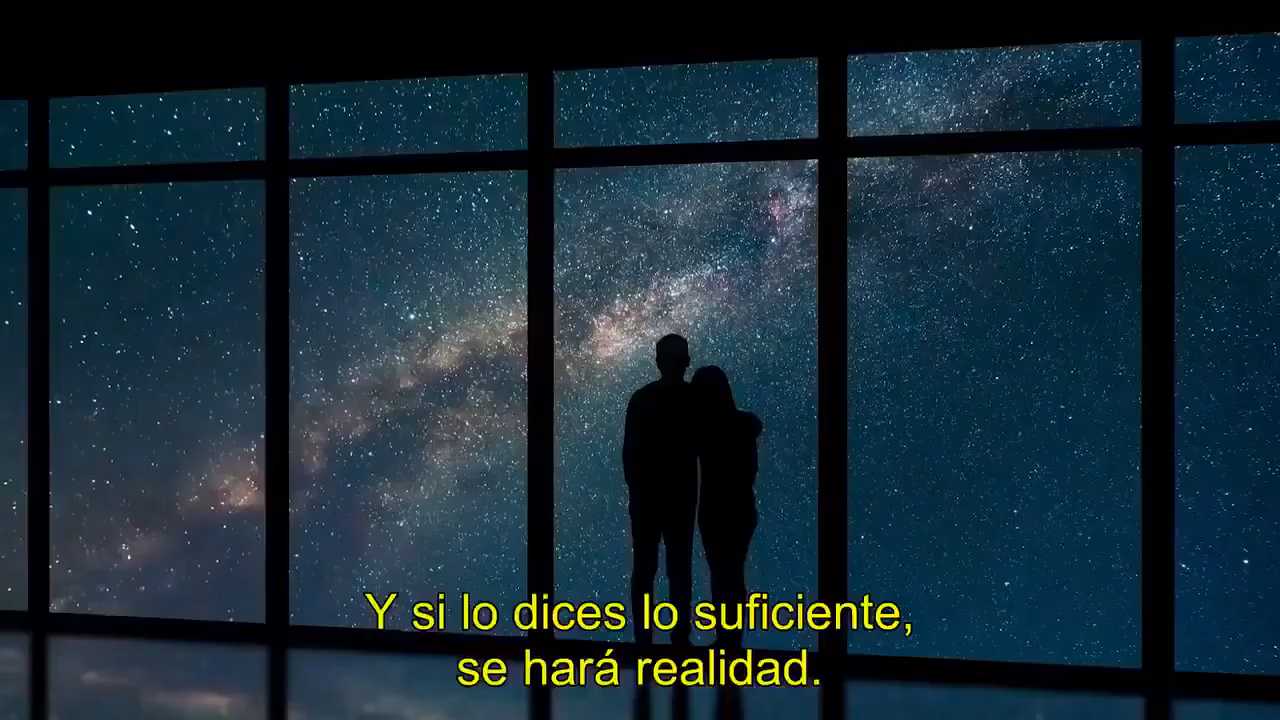 Y si lo dices lo suficiente,
se hará realidad.